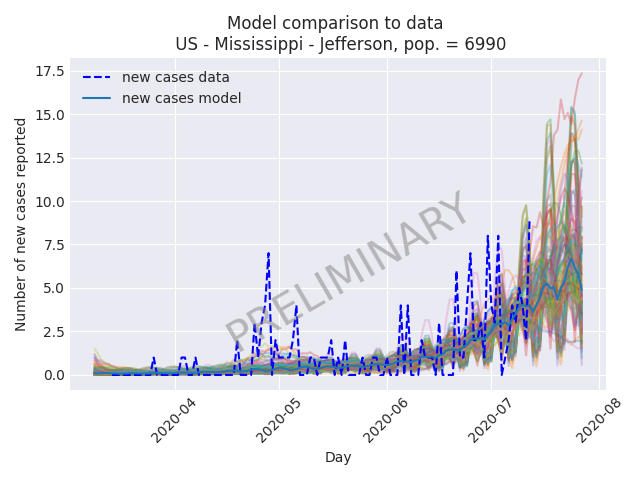 Model comparison to data
US - Mississippi - Jefferson, pop. = 6990
17.5
15.0
12.5
10.0
7.5
5.0
2.5
0.0
Number of new cases reported
new cases data
new cases model
PRELIMINARY
2020-04
2020-05
2020-06
2020-07
2020-08
Day